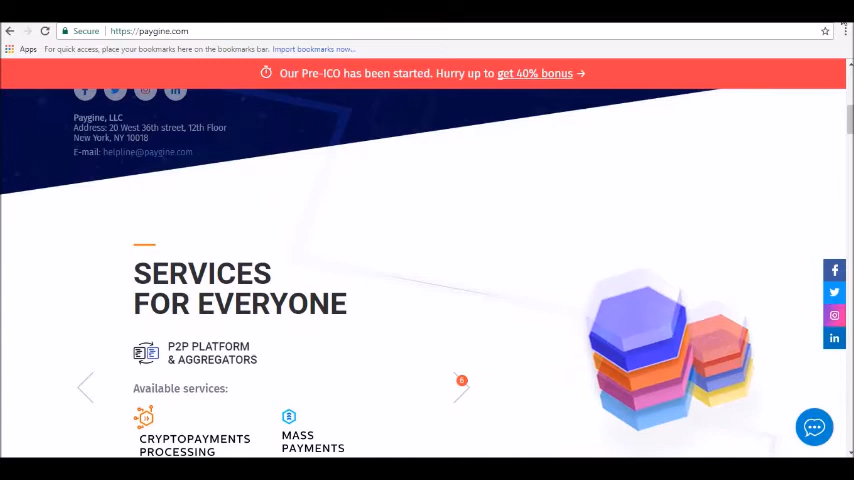 Secure
https://paygine.com
Apps
For quick access, place your bookmarks here on the bookmarks bar. Import bookmarks now...
Our Pre-ICO has been started. Hurry up to get 40% bonus →
Paygine, LLC
Address: 20 West 36th street, 12th Floor
New York, NY 10018
E-mail: helpline@paygine.com
SERVICES
FOR EVERYONE
P2P PLATFORM
& AGGREGATORS
Available services:
6
CRYPTOPAYMENTS
PROCESSING
MASS
PAYMENTS